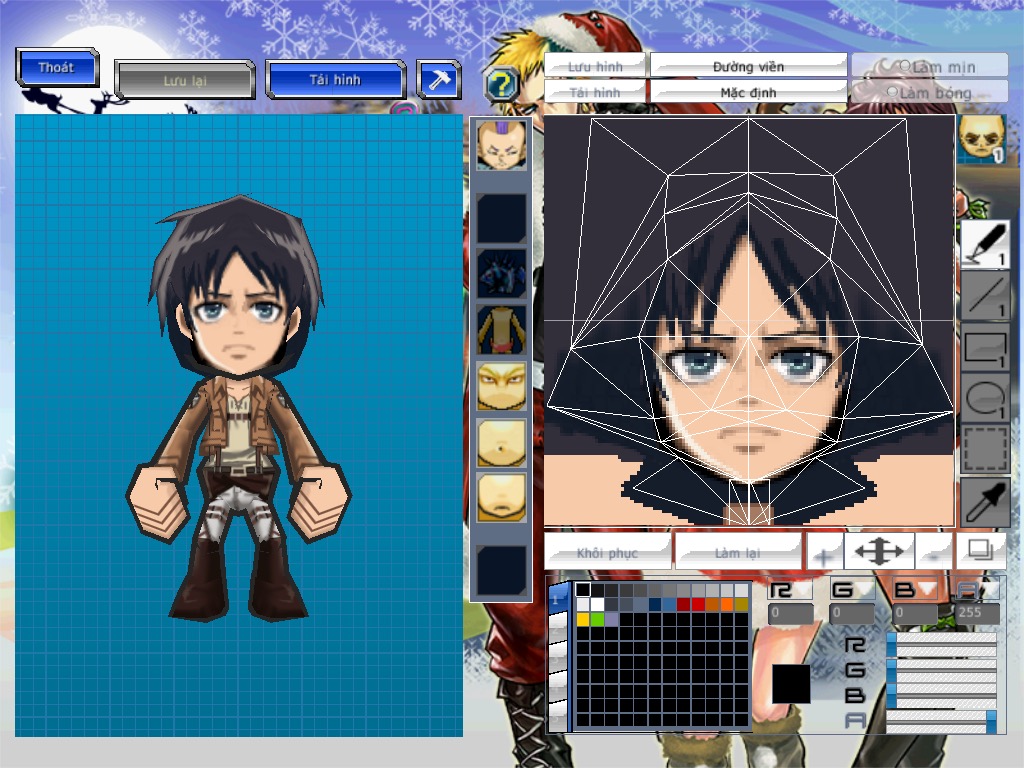 Thoát
Lưu lại
Tải hình
?
Lưu hình
Đường viền
Làm mịn
Tải hình
Mặc định
Làm bóng
1
1
1
1
1
Khôi phục
Làm lại
+
-
1
R
G
B
A
0
0
0
255
R
G
B
A